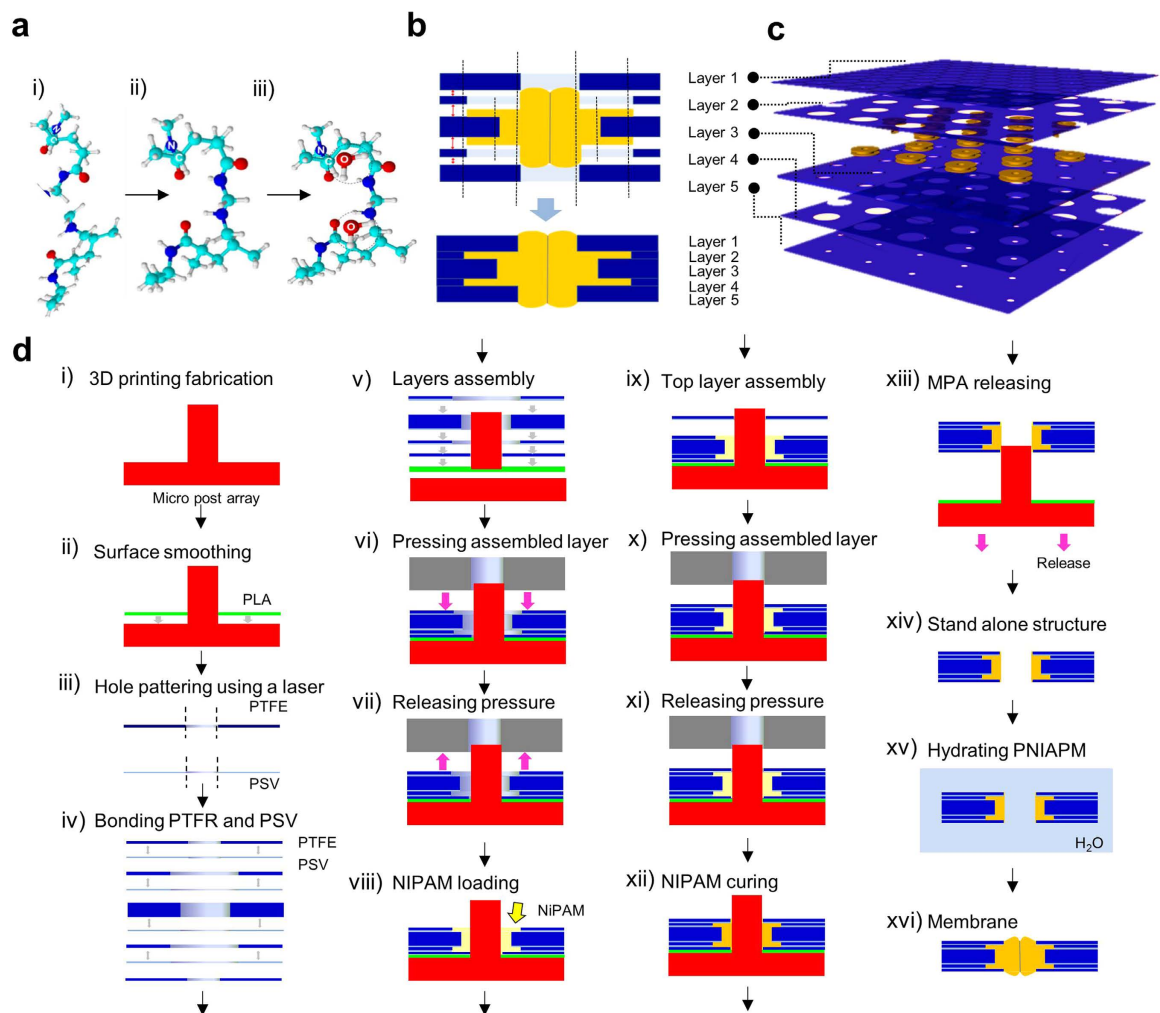 a
i)
ii)
iii)
N
C
N
C
N
C
O
O
b
Layer 1
Layer 2
Layer 3
Layer 4
Layer 5
c
Layer 1
Layer 2
Layer 3
Layer 4
Layer 5
d
i)
3D printing fabrication
Micro post array
ii)
Surface smoothing
PLA
iii)
Hole pattering using a laser
PTFE
PSV
iv)
Bonding PTFR and PSV
PTFE
PSV
v)
Layers assembly
vi)
Pressing assembled layer
vii)
Releasing pressure
viii)
NIPAM loading
NiPAM
ix)
Top layer assembly
x)
Pressing assembled layer
xi)
Releasing pressure
xii)
NIPAM curing
xiii)
MPA releasing
Release
xiv)
Stand alone structure
xv)
Hydrating PNIAPM
H₂O
xvi)
Membrane